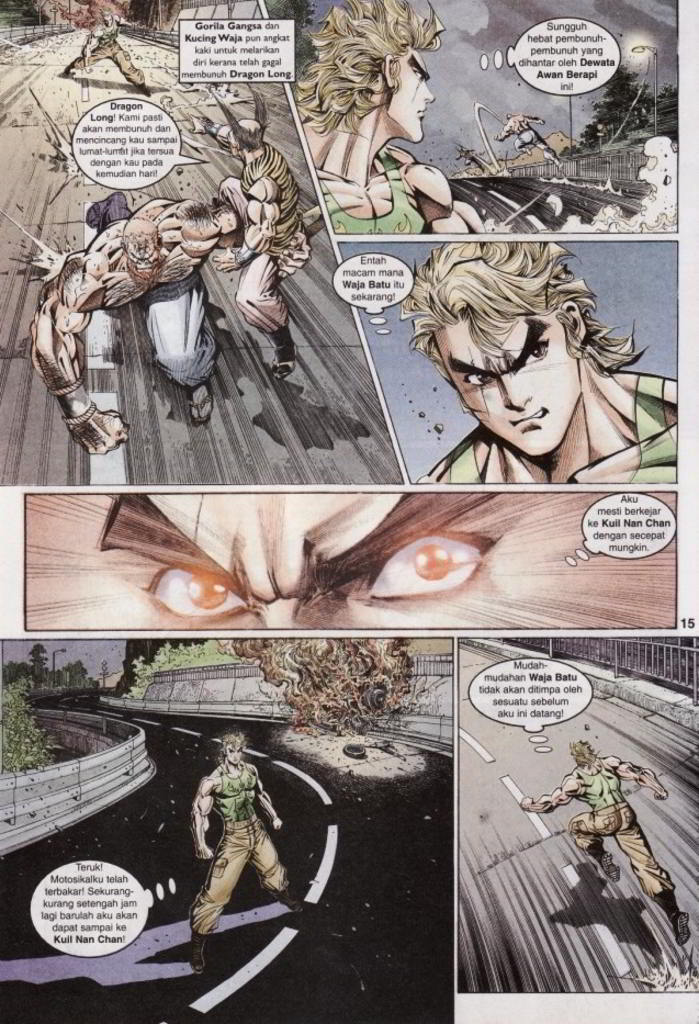 Gorila Gangsa dan
Kucing Waja pun angkat
kaki untuk melarikan
diri kerana telah gagal
membunuh Dragon Long.
Dragon
Long! Kami pasti
akan membunuh dan
mencincang kau sampai
lumat-lumat jika tersua
dengan kau pada
kemudian hari!
Sungguh
hebat pembunuh-
pembunuh yang
dihantar oleh Dewata
Awan Berapi
ini!
Entah
macam mana
Waja Batu itu
sekarang!
Aku
mesti berkejar
ke Kuil Nan Chan
dengan secepat
mungkin.
15
Teruk!
Motosikalku telah
terbakar! Sekurang-
kurang setengah jam
lagi barulah aku akan
dapat sampai ke
Kuil Nan Chan!
Mudah-
mudahan Waja Batu
tidak akan ditimpa oleh
sesuatu sebelum
aku ini datang!